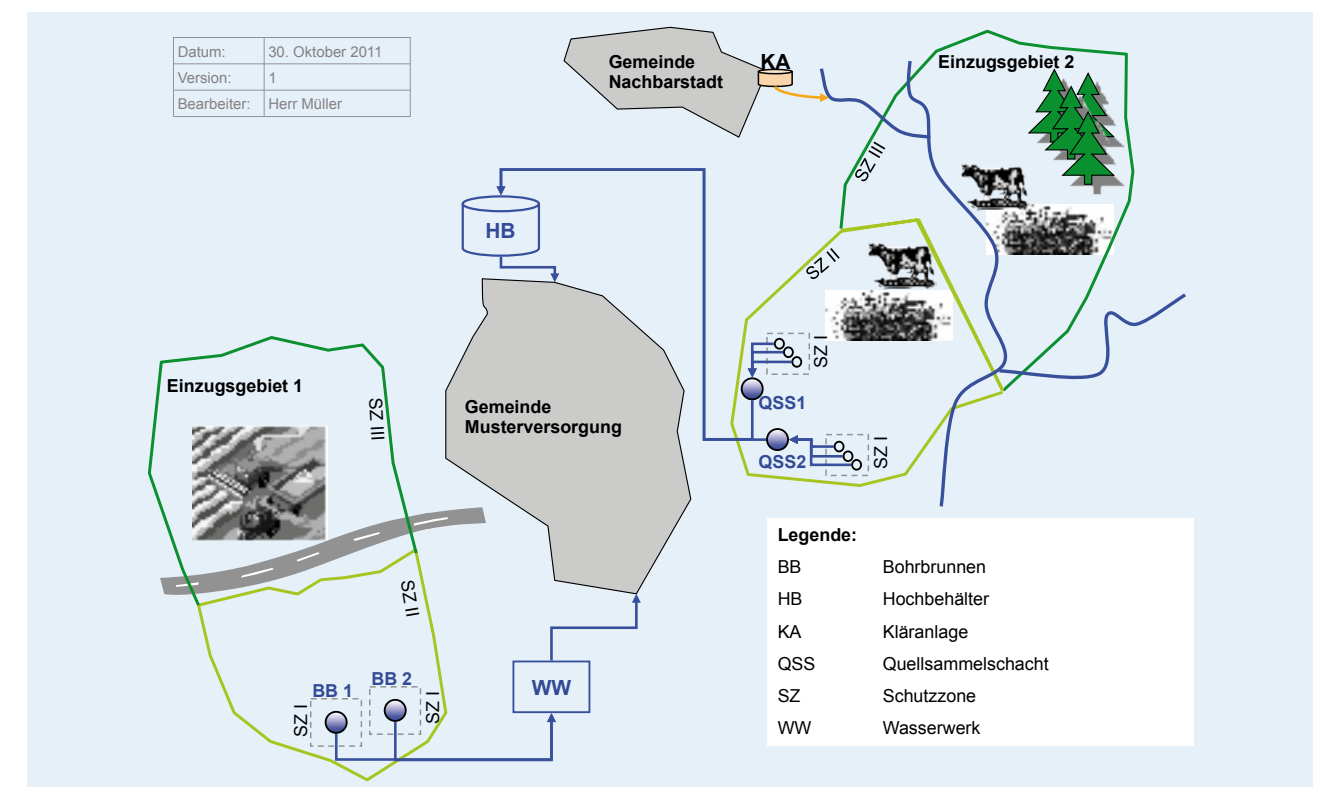 Datum: 30. Oktober 2011
Version: 1
Bearbeiter: Herr Müller
Gemeinde
Nachbarstadt
KA
Einzugsgebiet 2
SZ III
HB
SZ II
SZ I
QSS1
QSS2
SZ I
Einzugsgebiet 1
SZ III
Gemeinde
Musterversorgung
SZ II
BB 1
BB 2
SZ I
SZ I
WW
Legende:
BB Bohrbrunnen
HB Hochbehälter
KA Kläranlage
QSS Quellsammelschacht
SZ Schutzzone
WW Wasserwerk